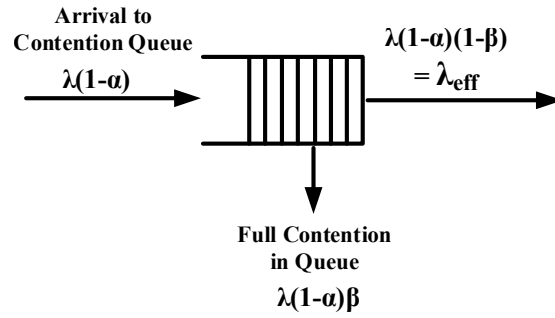 Arrival to
Contention Queue
λ(1-α)
λ(1-α)(1-β)
= λeff
Full Contention
in Queue
λ(1-α)β